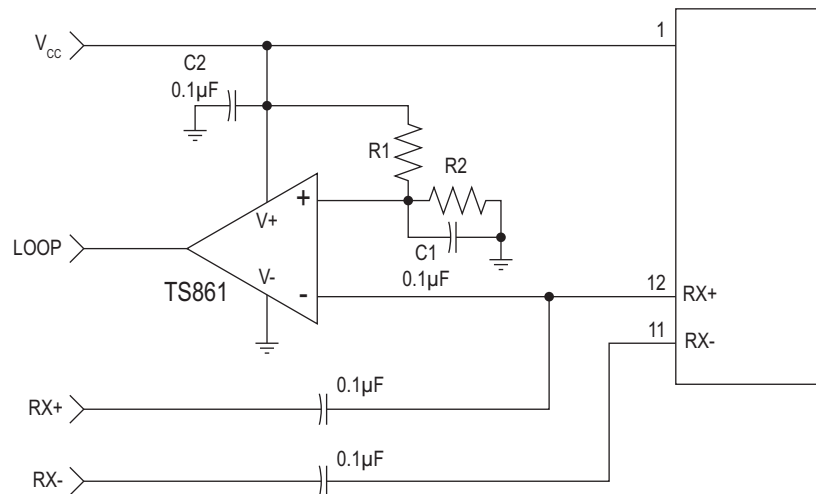 1
V_CC
C2
0.1µF
R1
R2
+
V+
C1
0.1µF
LOOP
V-
TS861
-
12
RX+
11
RX-
0.1µF
RX+
0.1µF
RX-